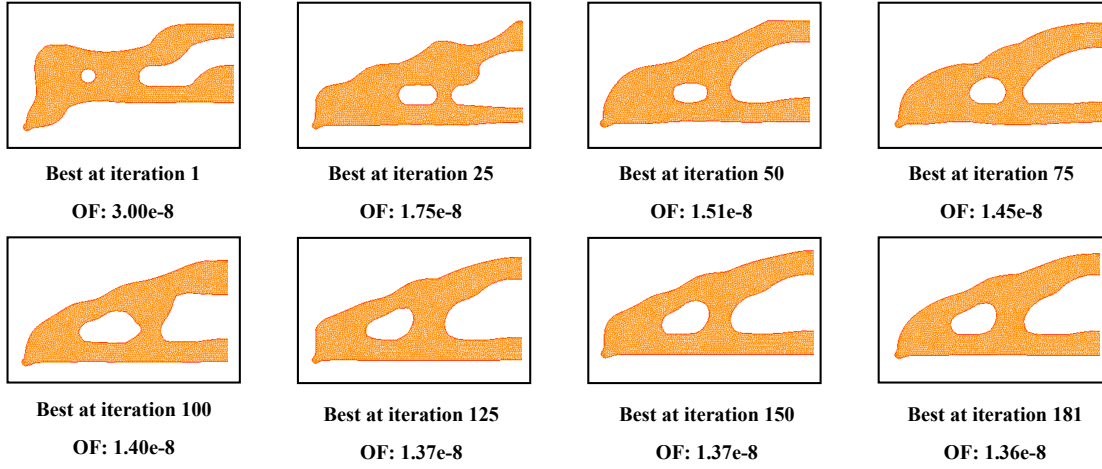 Best at iteration 1
Best at iteration 25
Best at iteration 50
Best at iteration 75
OF: 3.00e-8
OF: 1.75e-8
OF: 1.51e-8
OF: 1.45e-8
Best at iteration 100
Best at iteration 125
Best at iteration 150
Best at iteration 181
OF: 1.40e-8
OF: 1.37e-8
OF: 1.37e-8
OF: 1.36e-8